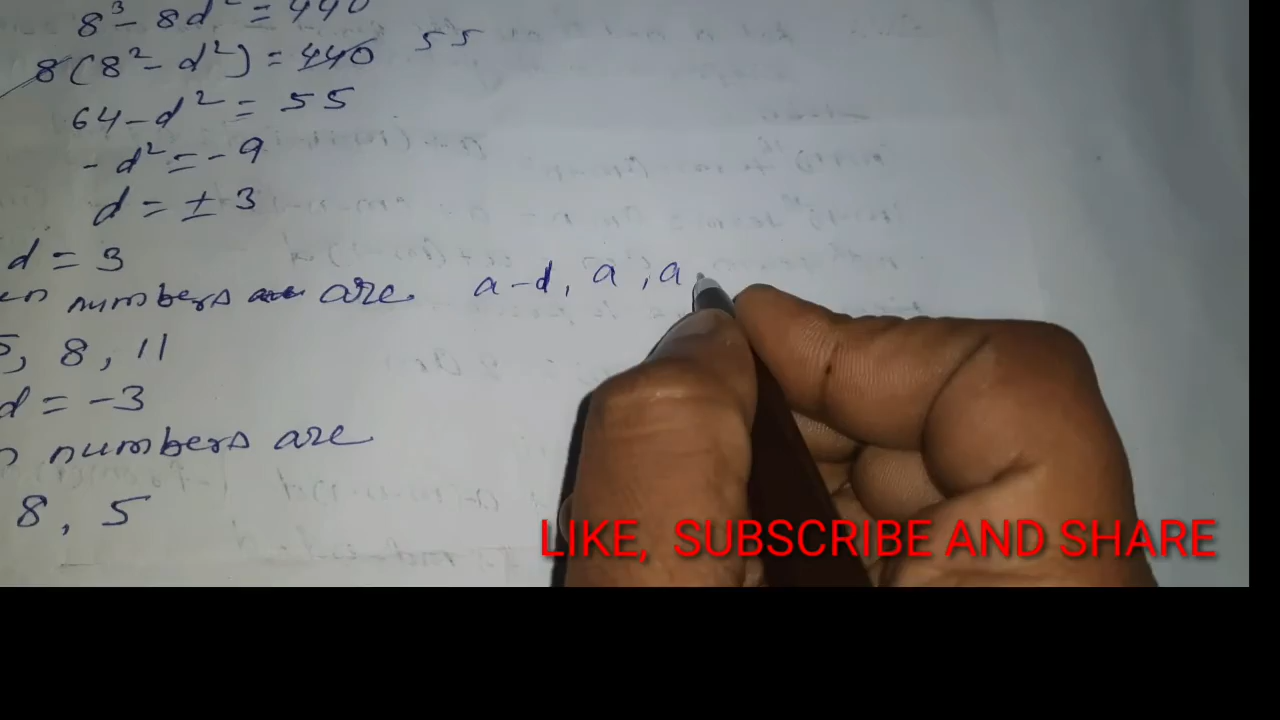 8³ - 8d² = 440
8(8² - d²) = 440 55
64 - d² = 55
- d² = - 9
d = ± 3
d = 3
numbers are a - d, a, a
5, 8, 11
d = -3
numbers are
8, 5
LIKE, SUBSCRIBE AND SHARE